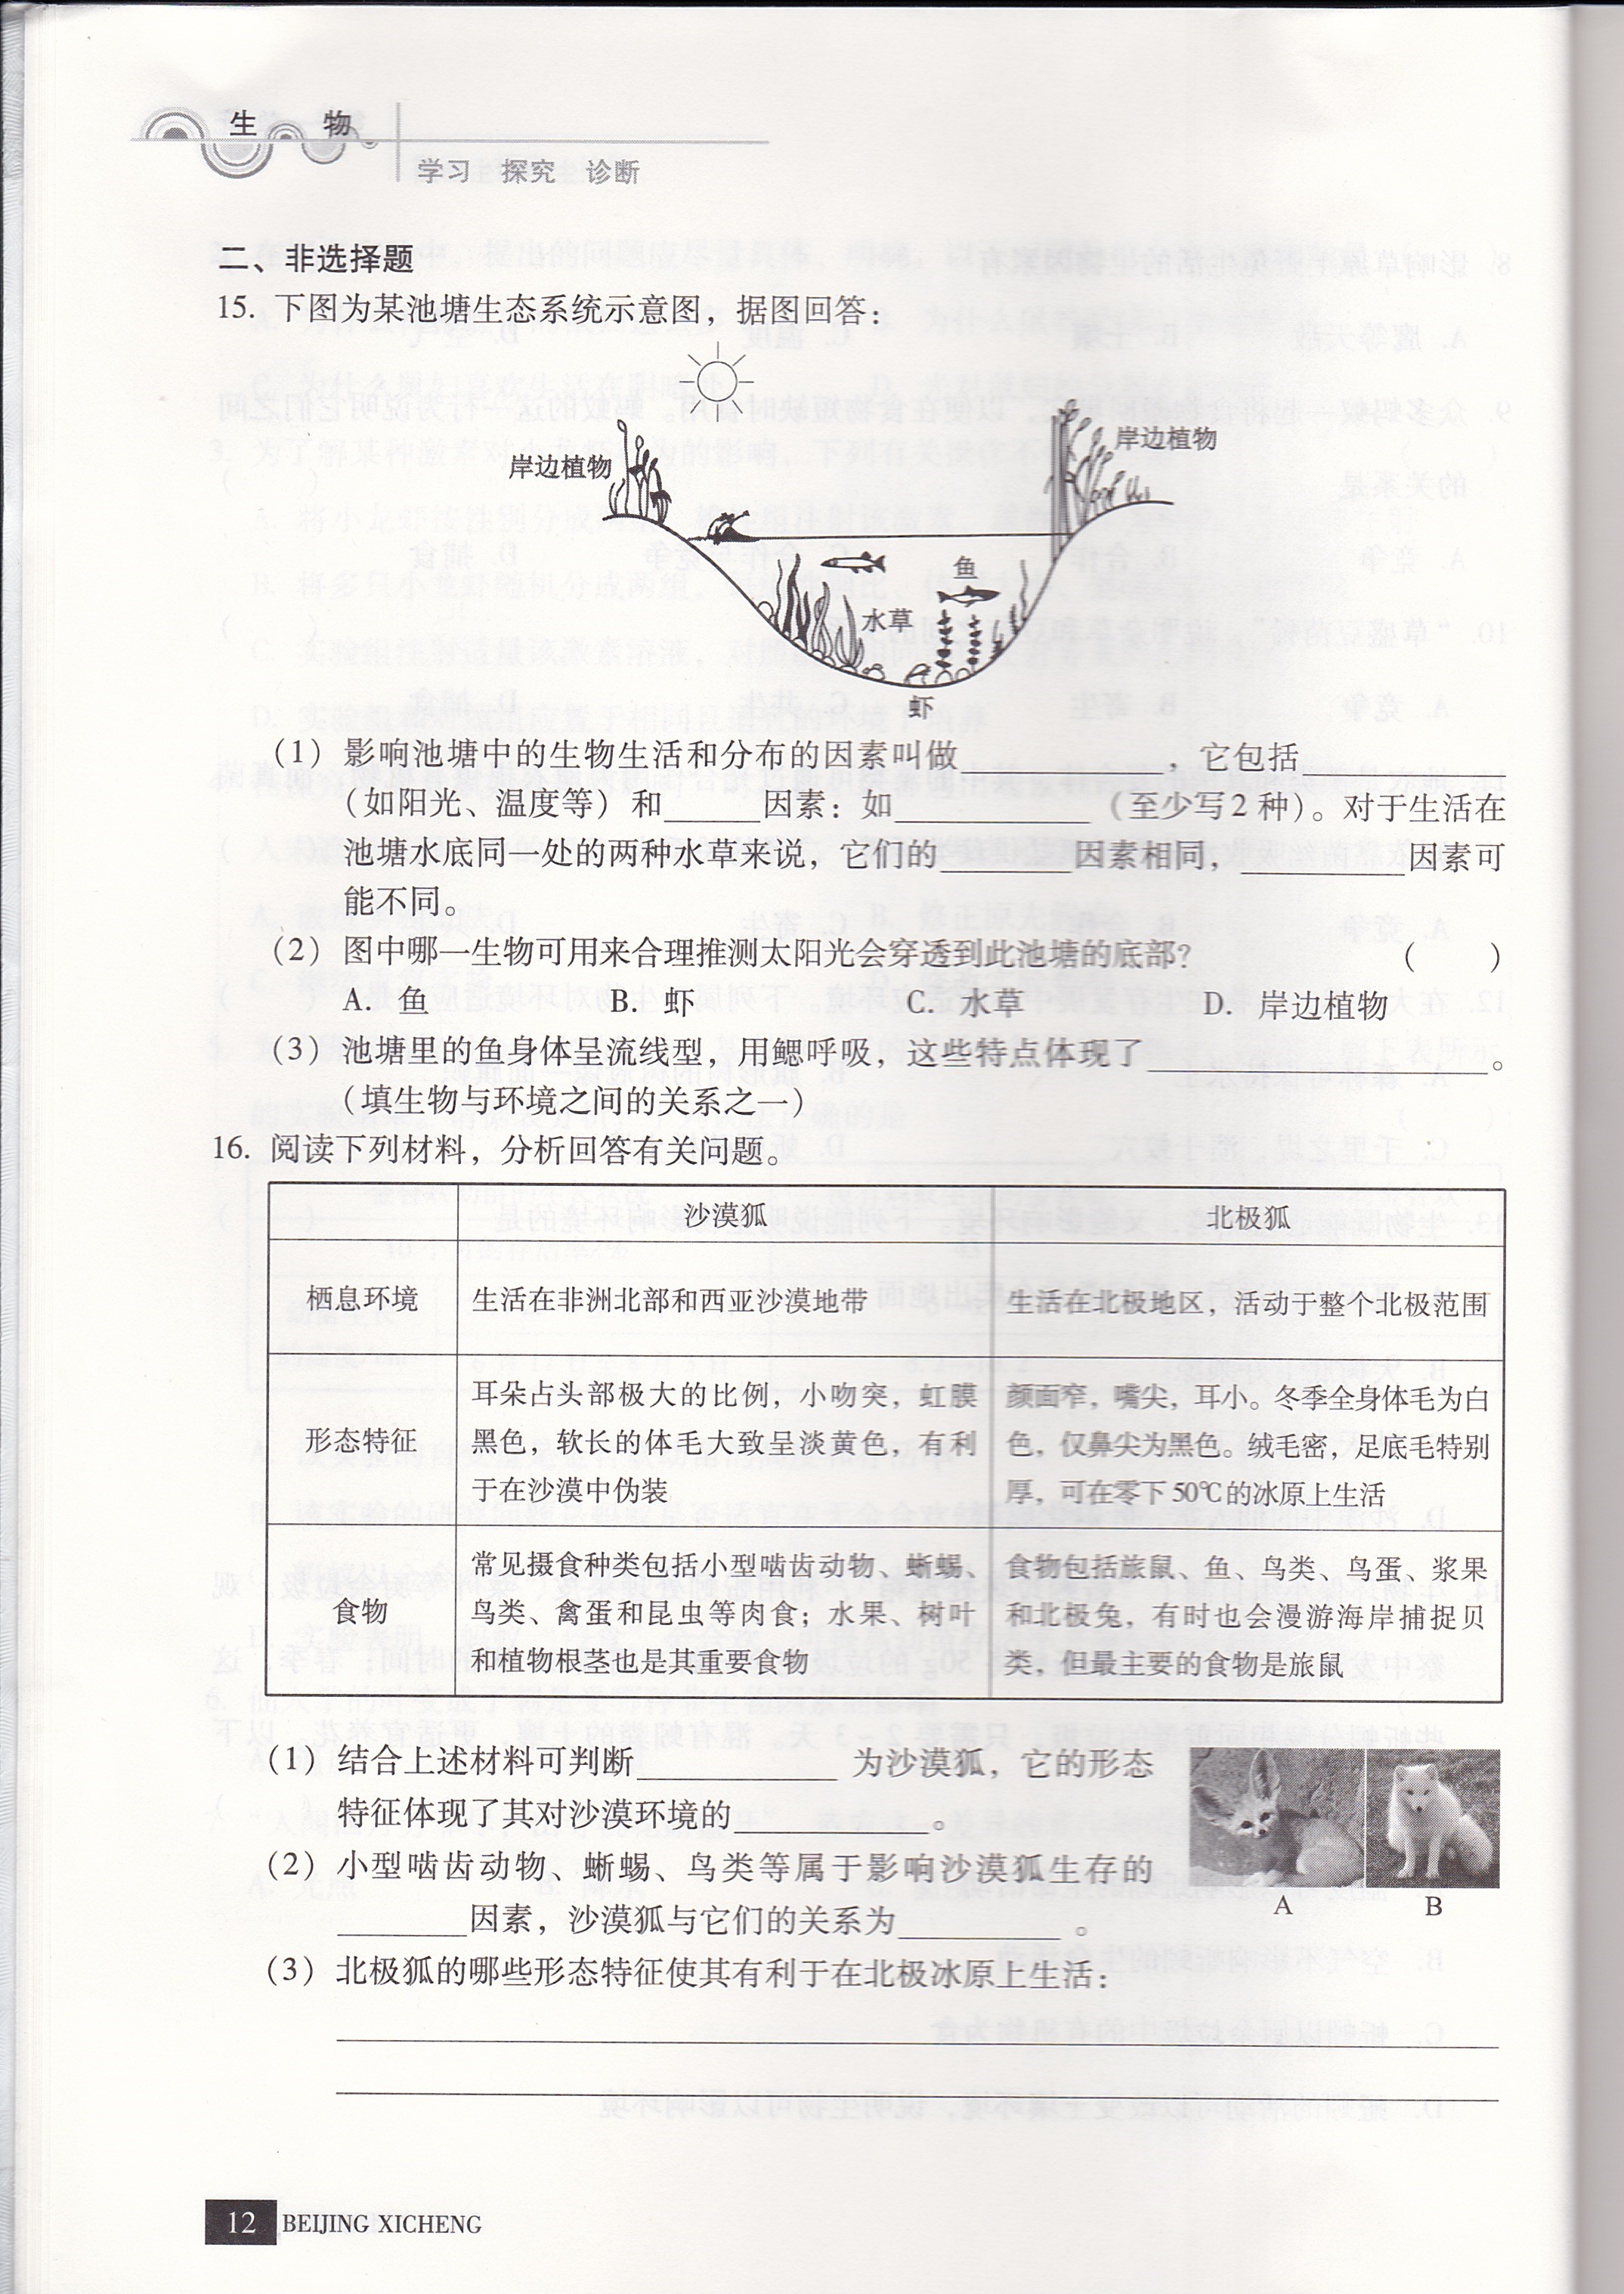 生 物
学习 探究 诊断
二、非选择题
15. 下图为某池塘生态系统示意图，据图回答：
岸边植物
岸边植物
鱼
水草
虾
（1）影响池塘中的生物生活和分布的因素叫做____________，它包括____________
（如阳光、温度等）和______因素：如____________（至少写2种）。对于生活在
池塘水底同一处的两种水草来说，它们的________因素相同，__________因素可
能不同。
（2）图中哪一生物可用来合理推测太阳光会穿透到此池塘的底部？ （ ）
A. 鱼 B. 虾 C. 水草 D. 岸边植物
（3）池塘里的鱼身体呈流线型，用鳃呼吸，这些特点体现了____________________。
（填生物与环境之间的关系之一）
16. 阅读下列材料，分析回答有关问题。
沙漠狐 北极狐
栖息环境 生活在非洲北部和西亚沙漠地带 生活在北极地区，活动于整个北极范围
形态特征
耳朵占头部极大的比例，小吻突，虹膜
黑色，软长的体毛大致呈淡黄色，有利
于在沙漠中伪装
颜面窄，嘴尖，耳小。冬季全身体毛为白
色，仅鼻尖为黑色。绒毛密，足底毛特别
厚，可在零下50℃的冰原上生活
食物
常见摄食种类包括小型啮齿动物、蜥蜴、
鸟类、禽蛋和昆虫等肉食；水果、树叶
和植物根茎也是其重要食物
食物包括旅鼠、鱼、鸟类、鸟蛋、浆果
和北极兔，有时也会漫游海岸捕捉贝
类，但最主要的食物是旅鼠
（1）结合上述材料可判断____________ 为沙漠狐，它的形态
特征体现了其对沙漠环境的____________。
（2）小型啮齿动物、蜥蜴、鸟类等属于影响沙漠狐生存的
________因素，沙漠狐与它们的关系为__________ 。
A B
（3）北极狐的哪些形态特征使其有利于在北极冰原上生活：
12 BEIJING XICHENG